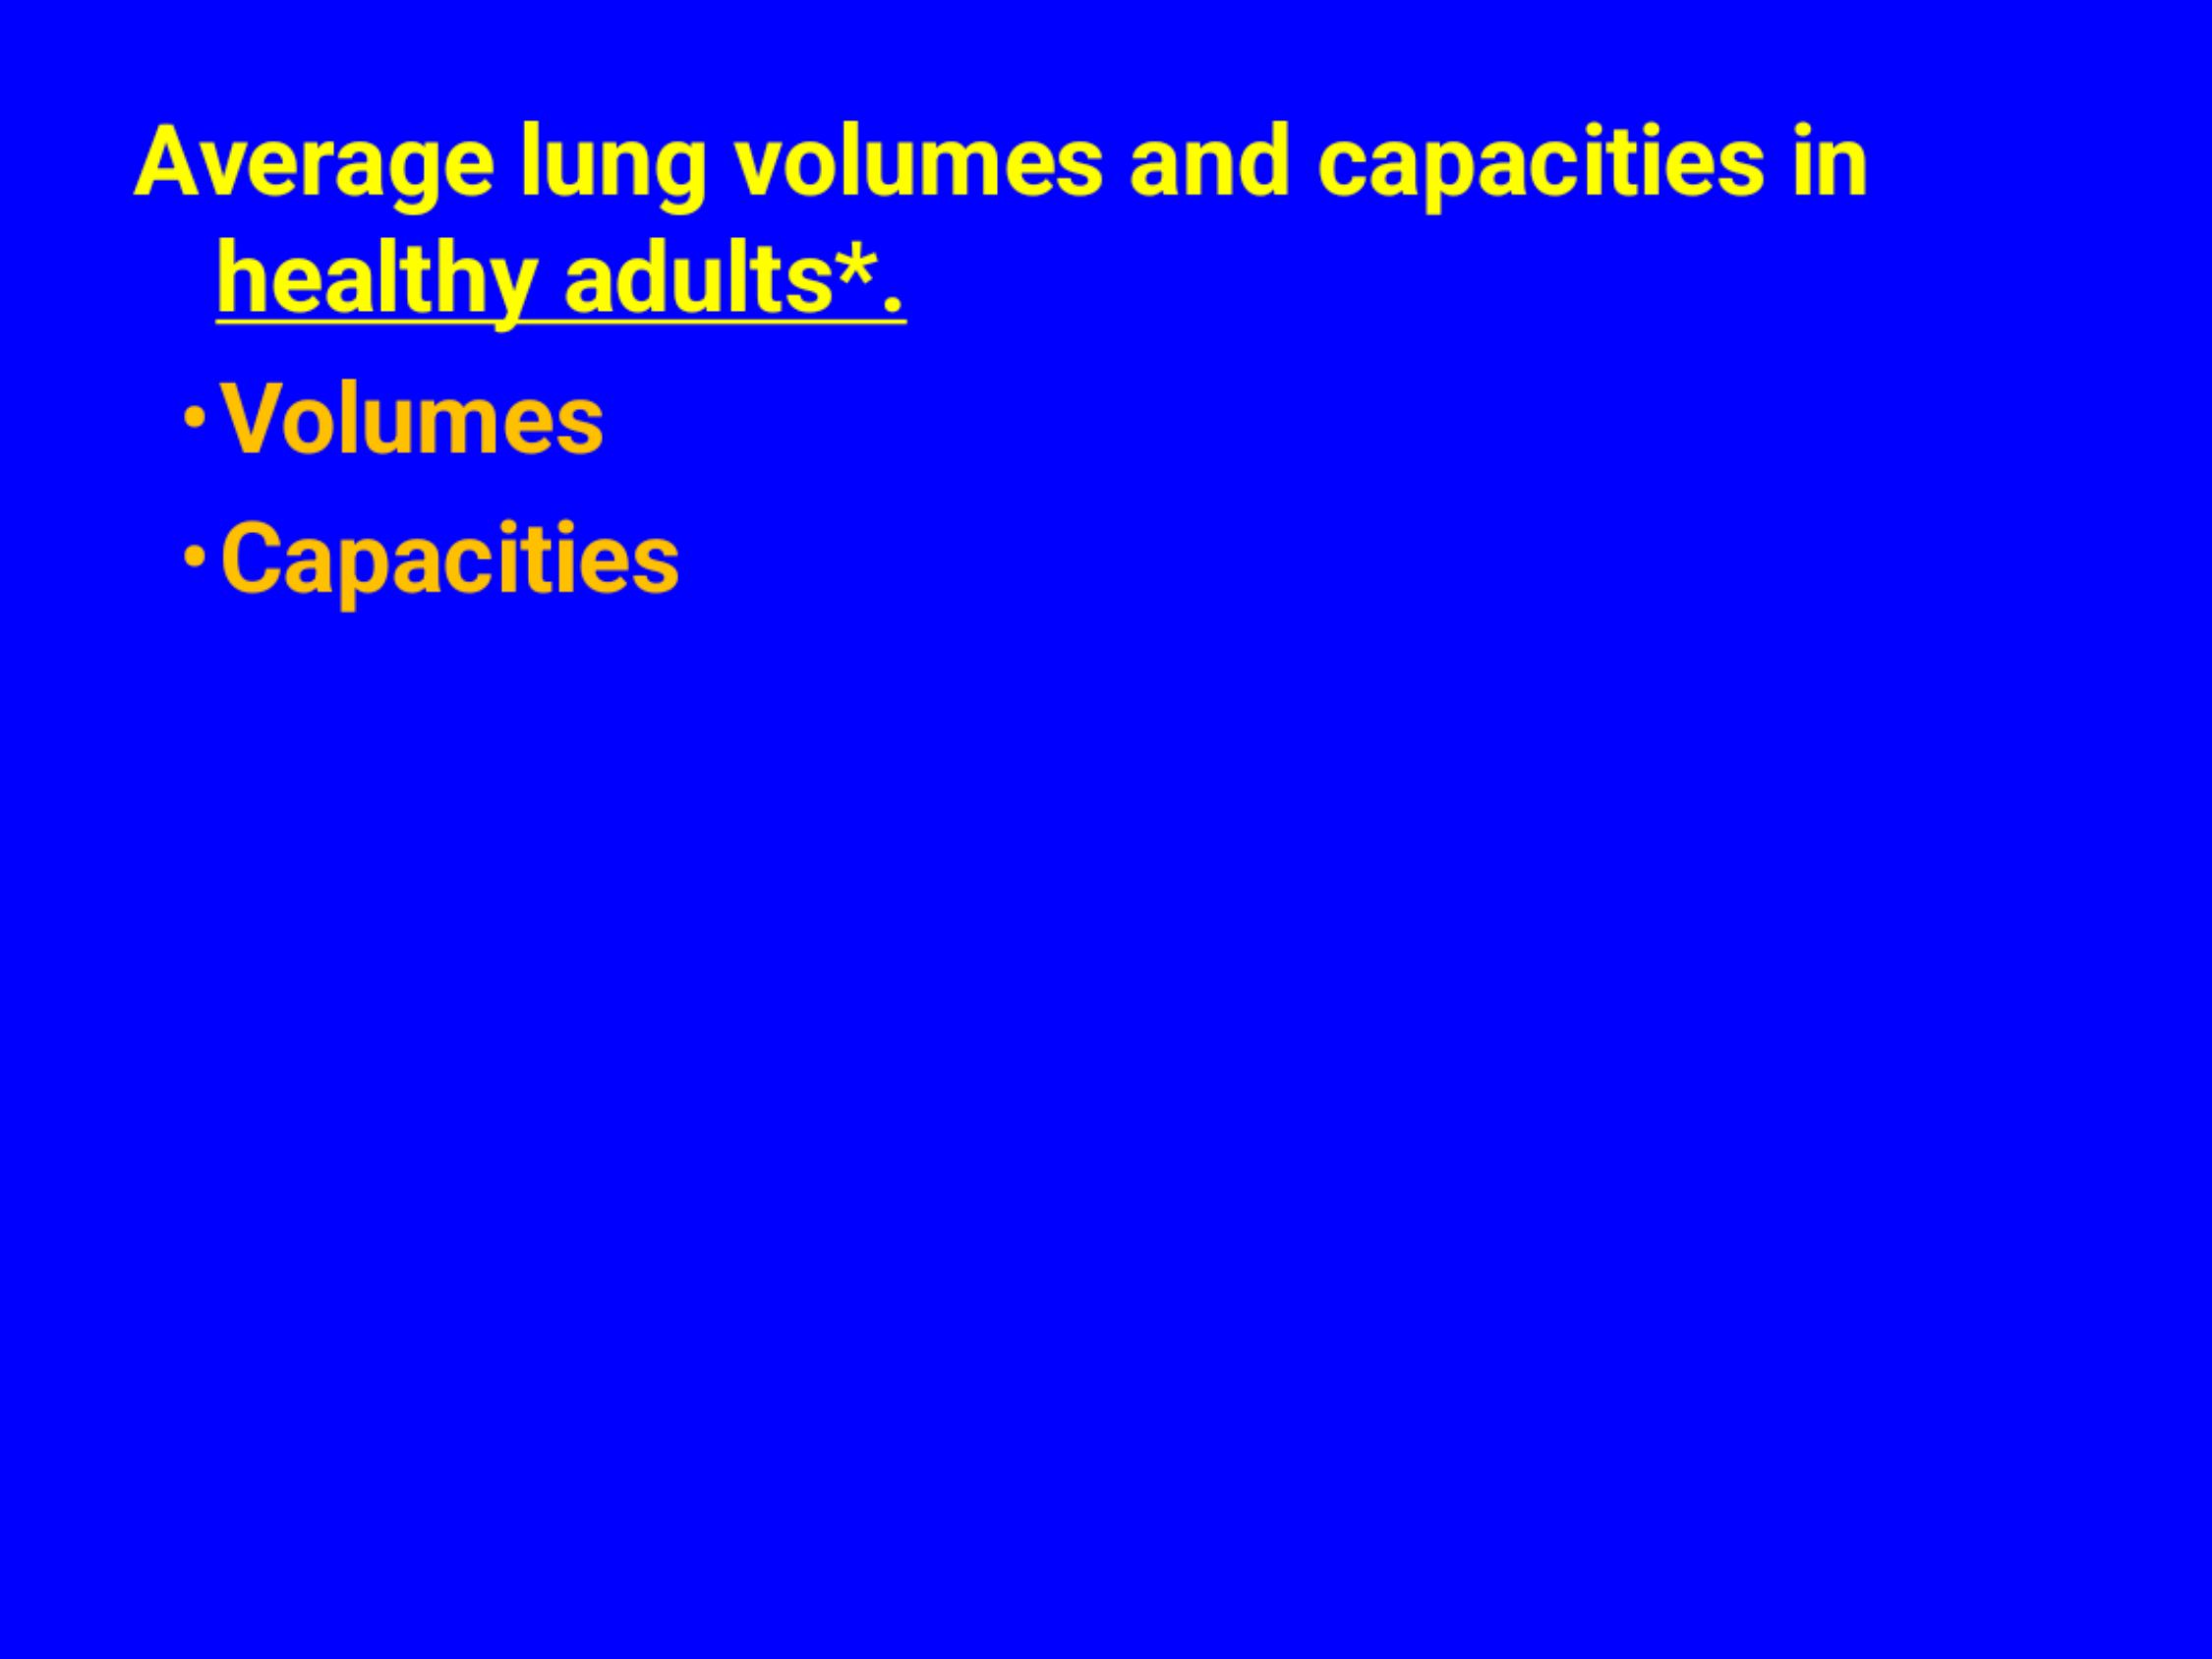 Average lung volumes and capacities in
healthy adults*.
• Volumes
• Capacities